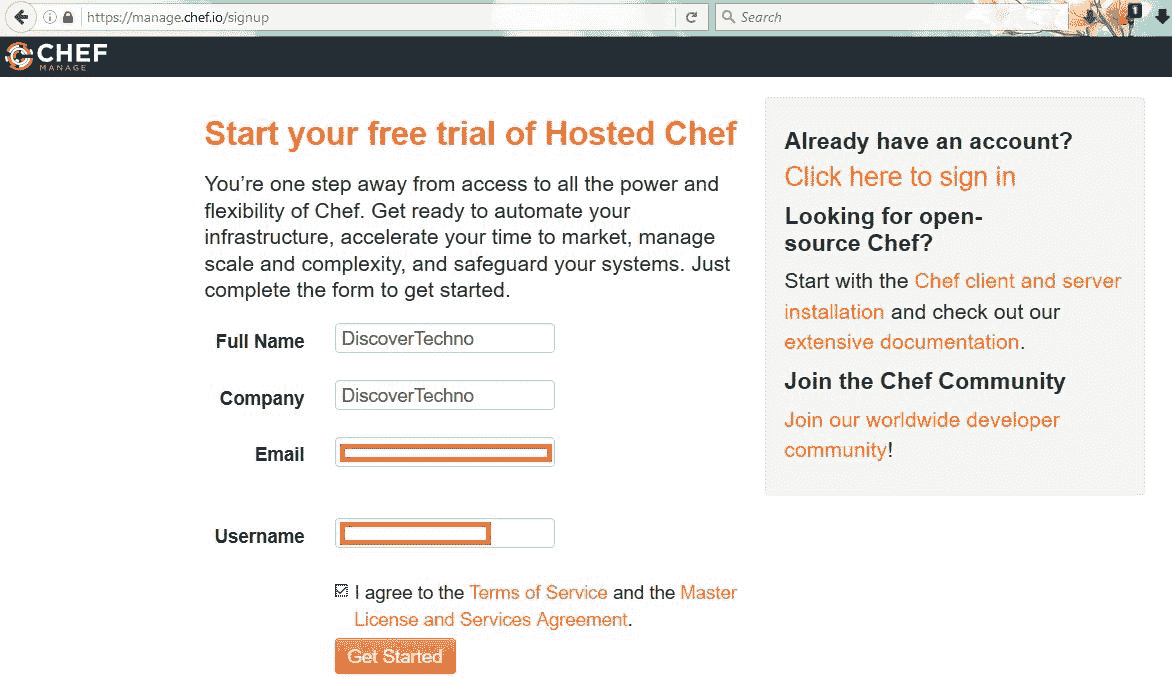 https://manage.chef.io/signup
Search
1
CHEF
MANAGE
Start your free trial of Hosted Chef
You’re one step away from access to all the power and
flexibility of Chef. Get ready to automate your
infrastructure, accelerate your time to market, manage
scale and complexity, and safeguard your systems. Just
complete the form to get started.
Full Name
DiscoverTechno
Company
DiscoverTechno
Email
Username
I agree to the Terms of Service and the Master
License and Services Agreement.
Get Started
Already have an account?
Click here to sign in
Looking for open-
source Chef?
Start with the Chef client and server
installation and check out our
extensive documentation.
Join the Chef Community
Join our worldwide developer
community!